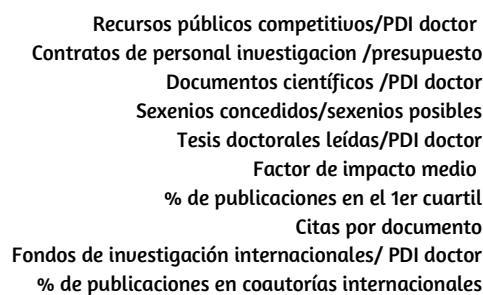 Recursos públicos competitivos/PDI doctor
Contratos de personal investigacion /presupuesto
Documentos científicos /PDI doctor
Sexenios concedidos/sexenios posibles
Tesis doctorales leídas/PDI doctor
Factor de impacto medio
% de publicaciones en el 1er cuartil
Citas por documento
Fondos de investigación internacionales/ PDI doctor
% de publicaciones en coautorías internacionales